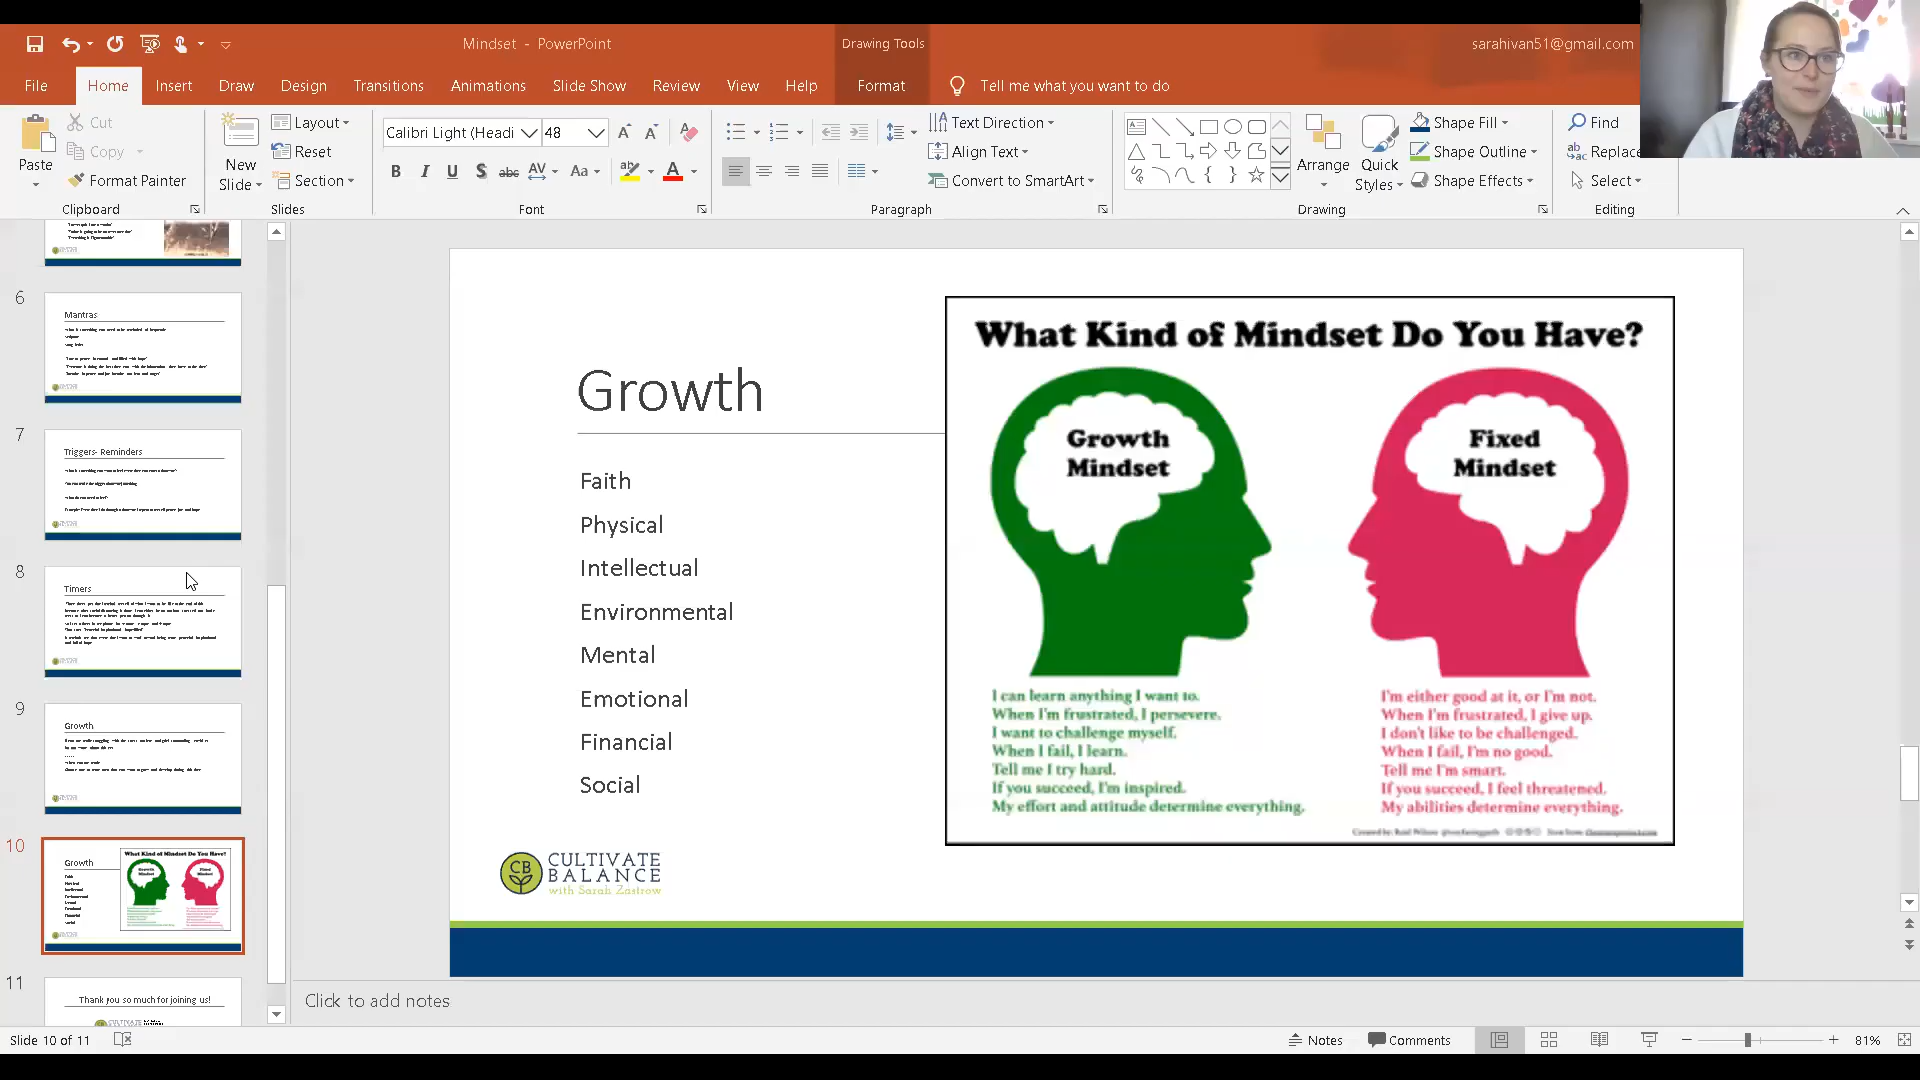 Mindset - PowerPoint
Drawing Tools
sarahivan51@gmail.com
File
Home
Insert
Draw
Design
Transitions
Animations
Slide Show
Review
View
Help
Format
Tell me what you want to do
Paste
Cut
Copy
Format Painter
Clipboard
New
Slide
Layout
Reset
Section
Slides
Calibri Light (Headi
48
B I U S abc AV Aa
A
Font
Text Direction
Align Text
Convert to SmartArt
Paragraph
Arrange
Quick
Styles
Shape Fill
Shape Outline
Shape Effects
Drawing
Find
Replace
Select
Editing
6
Mantras
7
Triggers- Reminders
8
Timers
9
Growth
10
Growth
What Kind of Mindset Do You Have?
Growth
Mindset
Fixed
Mindset
11
Thank you so much for joining us!
Growth
Faith
Physical
Intellectual
Environmental
Mental
Emotional
Financial
Social
What Kind of Mindset Do You Have?
Growth
Mindset
I can learn anything I want to.
When I'm frustrated, I persevere.
I want to challenge myself.
When I fail, I learn.
Tell me I try hard.
If you succeed, I'm inspired.
My effort and attitude determine everything.
Fixed
Mindset
I'm either good at it, or I'm not.
When I'm frustrated, I give up.
I don't like to be challenged.
When I fail, I'm no good.
Tell me I'm smart.
If you succeed, I feel threatened.
My abilities determine everything.
CB
CULTIVATE
BALANCE
with Sarah Zastrow
Click to add notes
Slide 10 of 11
Notes
Comments
81%